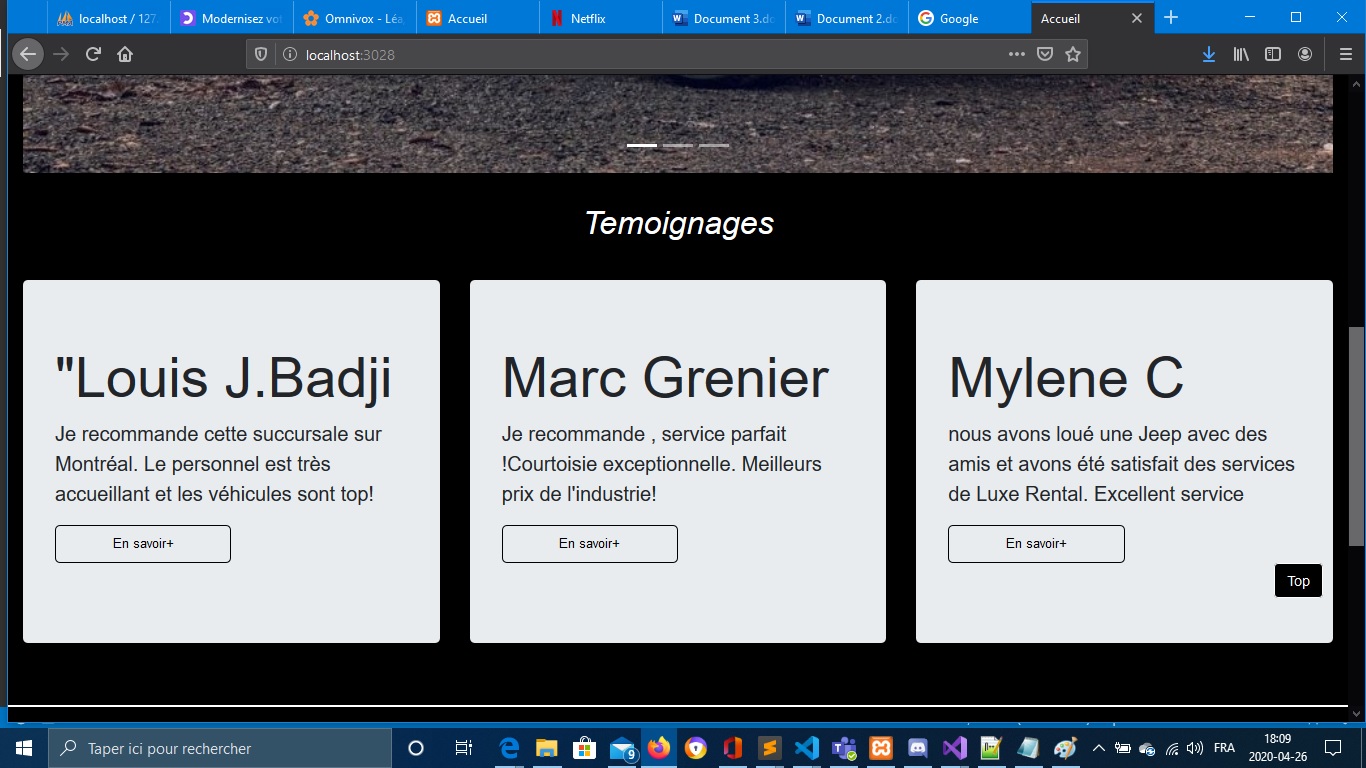 localhost / 127.
Modernisez vot
Omnivox - Léa
Accueil
Netflix
Document 3.do
Document 2.do
Google
Accueil
localhost:3028
Temoignages
"Louis J.Badji
Je recommande cette succursale sur
Montréal. Le personnel est très
accueillant et les véhicules sont top!
En savoir+
Marc Grenier
Je recommande , service parfait
!Courtoisie exceptionnelle. Meilleurs
prix de l'industrie!
En savoir+
Mylene C
nous avons loué une Jeep avec des
amis et avons été satisfait des services
de Luxe Rental. Excellent service
En savoir+
Top
Taper ici pour rechercher
9
FRA
18:09
2020-04-26